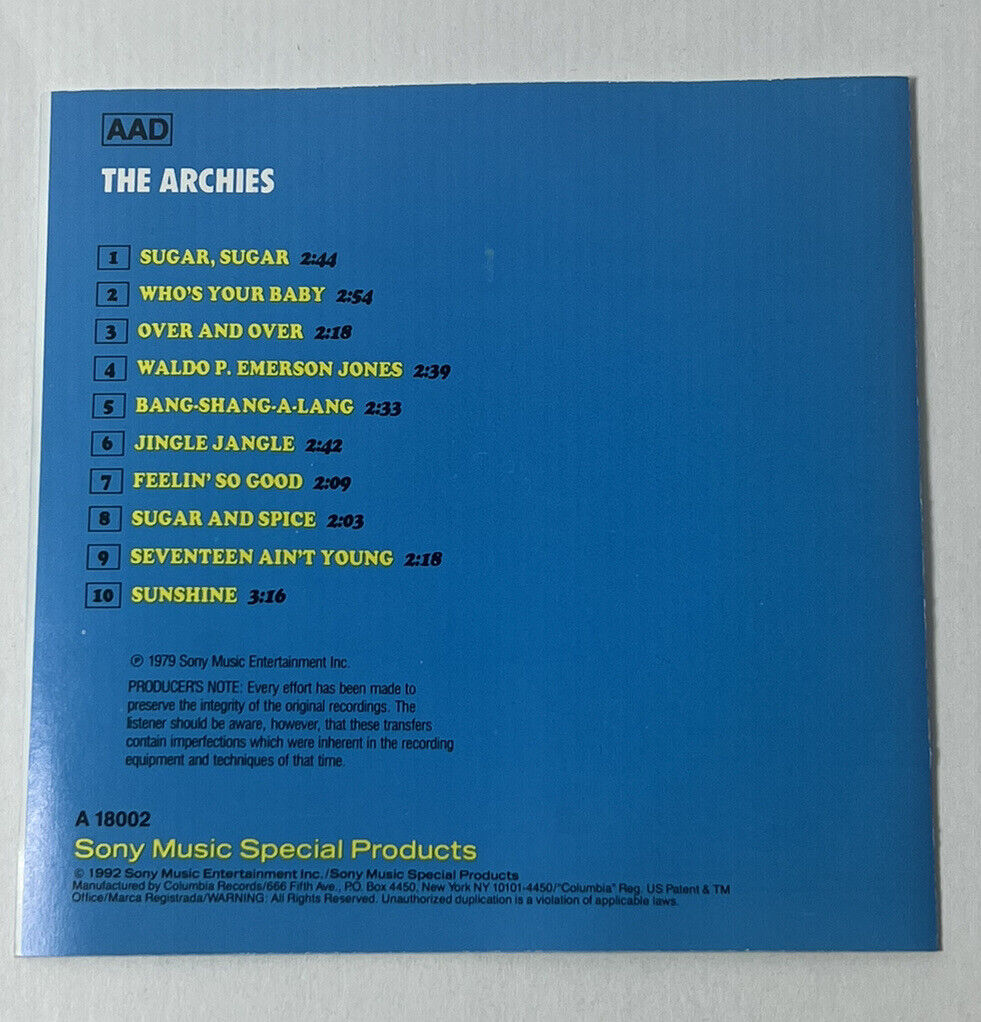 AAD
THE ARCHIES
1 SUGAR, SUGAR 2:44
2 WHO'S YOUR BABY 2:54
3 OVER AND OVER 2:18
4 WALDO P. EMERSON JONES 2:39
5 BANG-SHANG-A-LANG 2:33
6 JINGLE JANGLE 2:42
7 FEELIN' SO GOOD 2:09
8 SUGAR AND SPICE 2:03
9 SEVENTEEN AIN'T YOUNG 2:18
10 SUNSHINE 3:16
℗ 1979 Sony Music Entertainment Inc.
PRODUCER'S NOTE: Every effort has been made to
preserve the integrity of the original recordings. The
listener should be aware, however, that these transfers
contain imperfections which were inherent in the recording
equipment and techniques of that time.
A 18002
Sony Music Special Products
© 1992 Sony Music Entertainment Inc./Sony Music Special Products
Manufactured by Columbia Records/666 Fifth Ave., P.O. Box 4450, New York NY 10101-4450/"Columbia" Reg. US Patent & TM
Office/Marca Registrada/WARNING: All Rights Reserved. Unauthorized duplication is a violation of applicable laws.